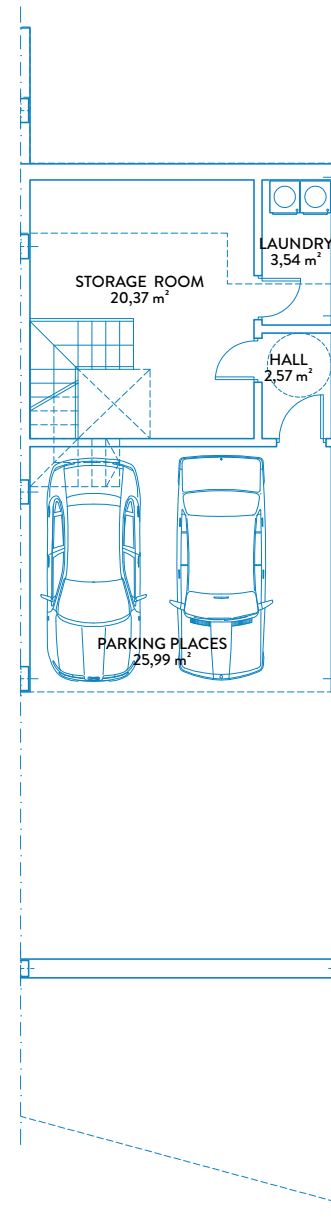 LAUNDRY
3,54 m²
STORAGE ROOM
20,37 m²
HALL
2,57 m²
PARKING PLACES
25,99 m²